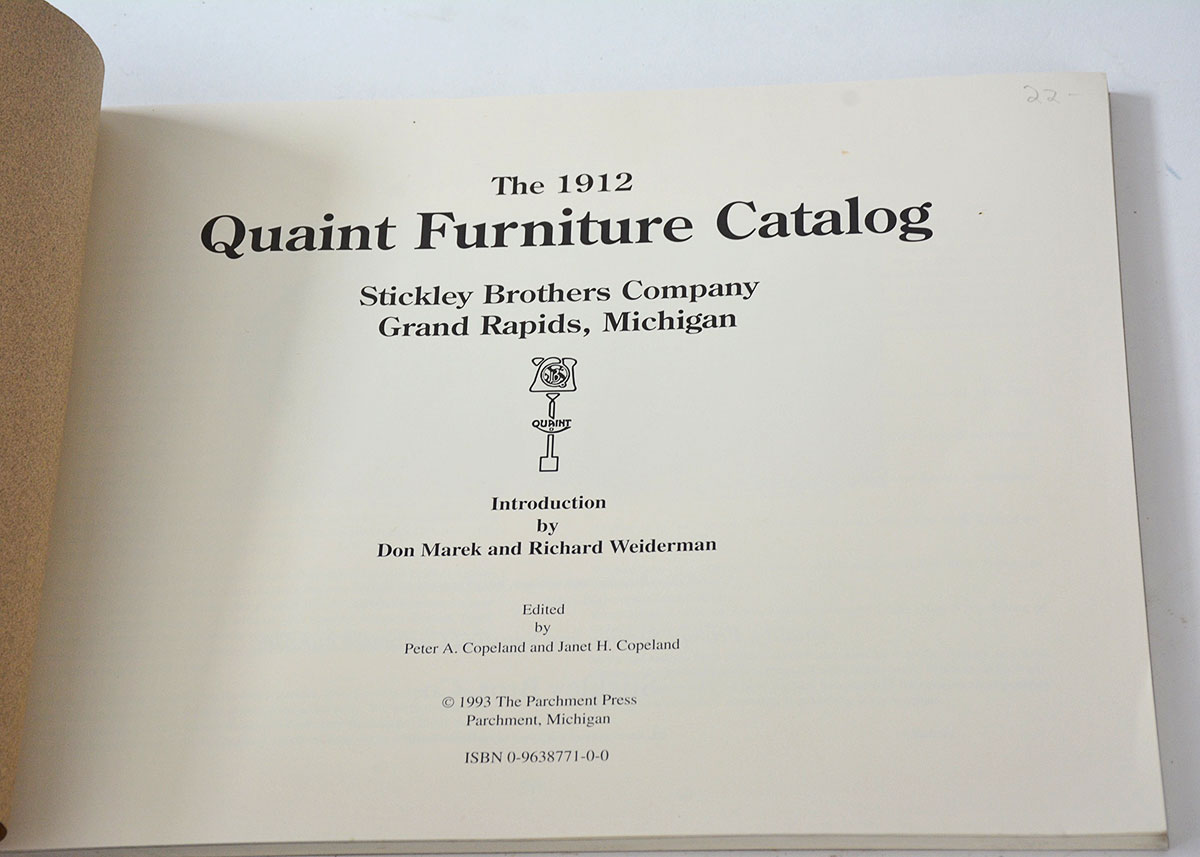 22-
The 1912
Quaint Furniture Catalog
Stickley Brothers Company
Grand Rapids, Michigan
QUAINT
Introduction
by
Don Marek and Richard Weiderman
Edited
by
Peter A. Copeland and Janet H. Copeland
© 1993 The Parchment Press
Parchment, Michigan
ISBN 0-9638771-0-0